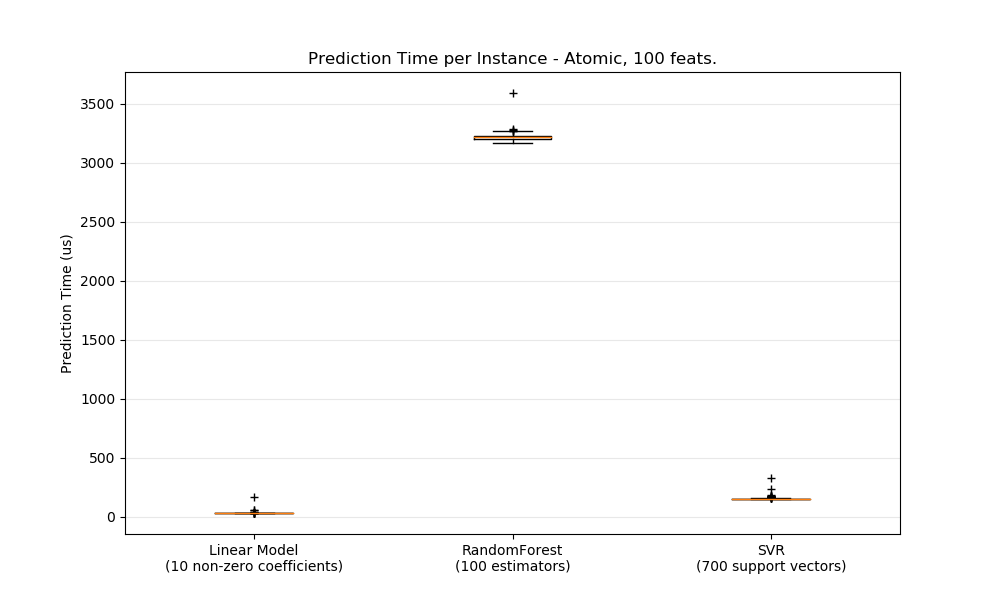 Prediction Time per Instance - Atomic, 100 feats.
Prediction Time (us)
3500
3000
2500
2000
1500
1000
500
0
Linear Model
(10 non-zero coefficients)
RandomForest
(100 estimators)
SVR
(700 support vectors)